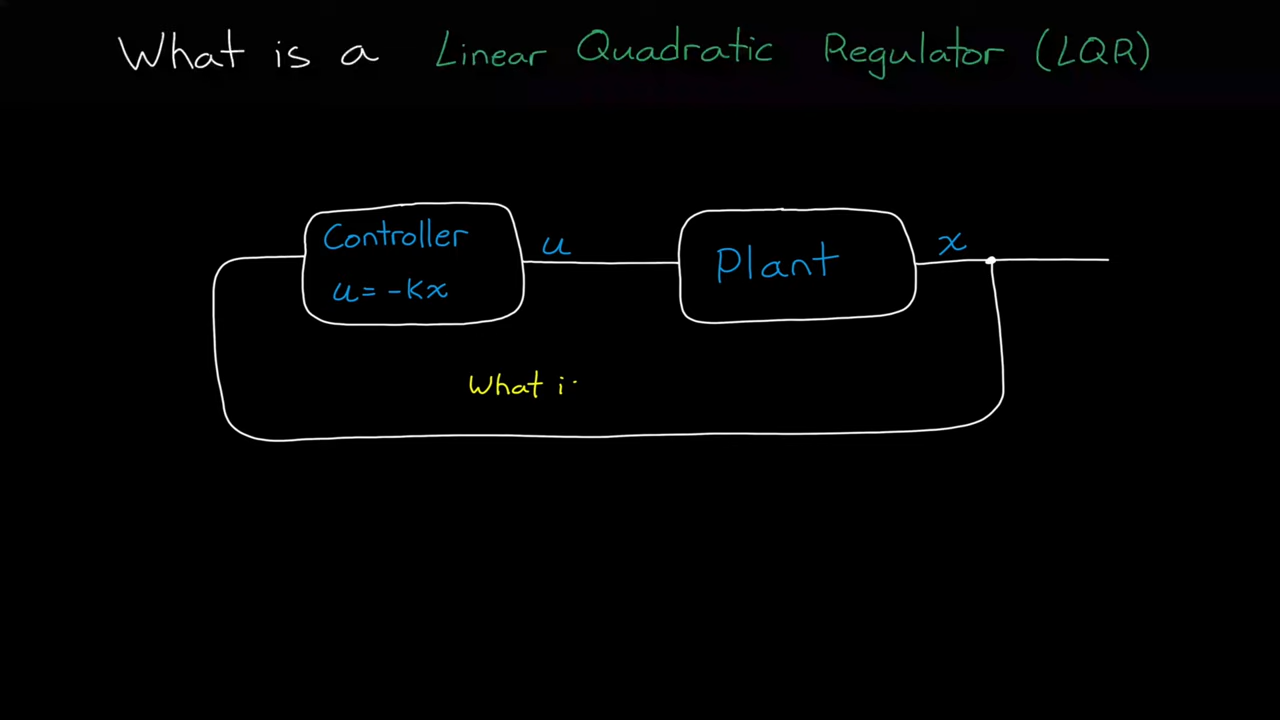 What is a Linear Quadratic Regulator (LQR)
Controller
u = -Kx
u
Plant
x
What i